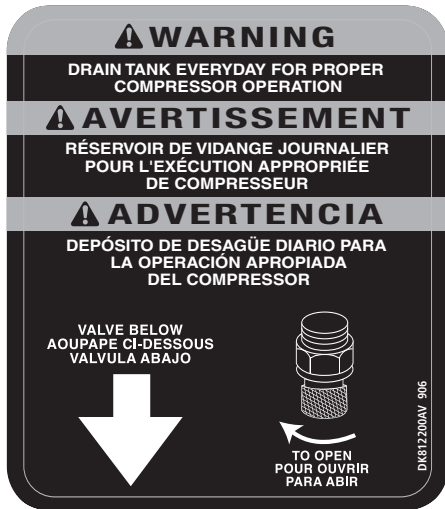 WARNING
DRAIN TANK EVERYDAY FOR PROPER
COMPRESSOR OPERATION
AVERTISSEMENT
RÉSERVOIR DE VIDANGE JOURNALIER
POUR L'EXÉCUTION APPROPRIÉE
DE COMPRESSEUR
ADVERTENCIA
DEPÓSITO DE DESAGÜE DIARIO PARA
LA OPERACIÓN APROPIADA
DEL COMPRESSOR
VALVE BELOW
AOUPAPE CI-DESSOUS
VALVULA ABAJO
TO OPEN
POUR OUVRIR
PARA ABIR
DK812200AV 906